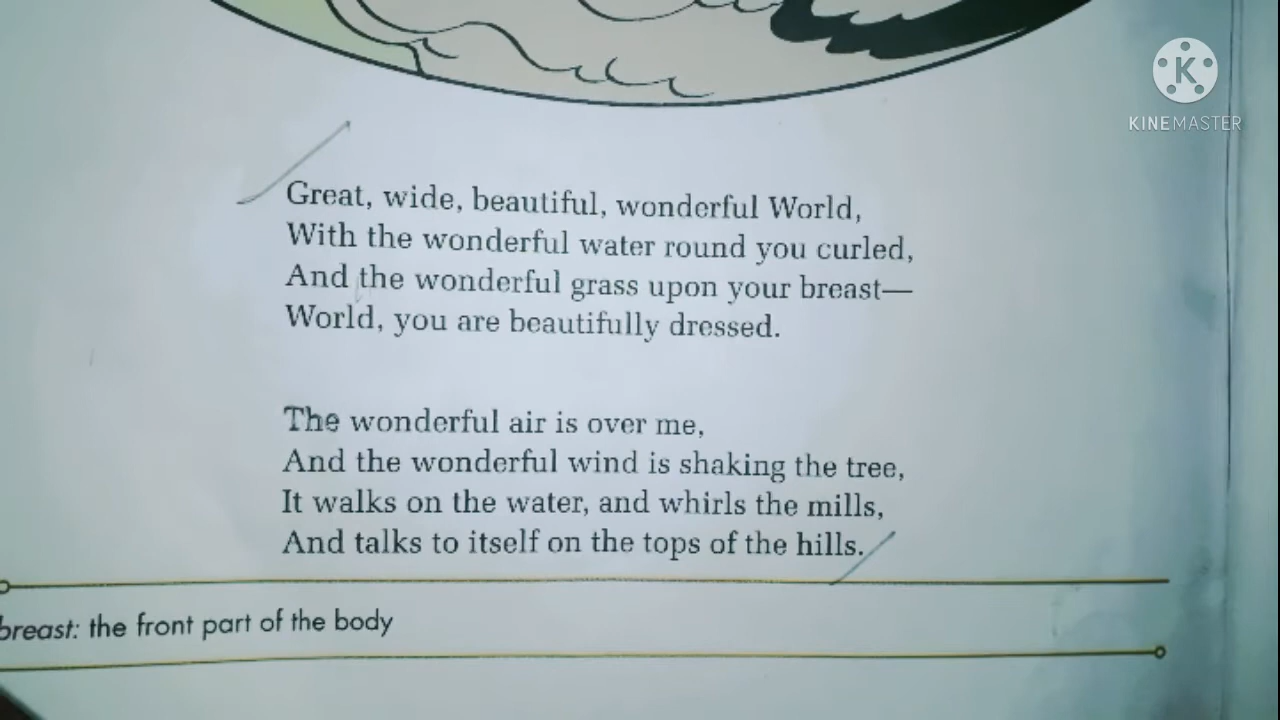 KINEMASTER
Great, wide, beautiful, wonderful World,
With the wonderful water round you curled,
And the wonderful grass upon your breast—
World, you are beautifully dressed.
The wonderful air is over me,
And the wonderful wind is shaking the tree,
It walks on the water, and whirls the mills,
And talks to itself on the tops of the hills.
breast: the front part of the body